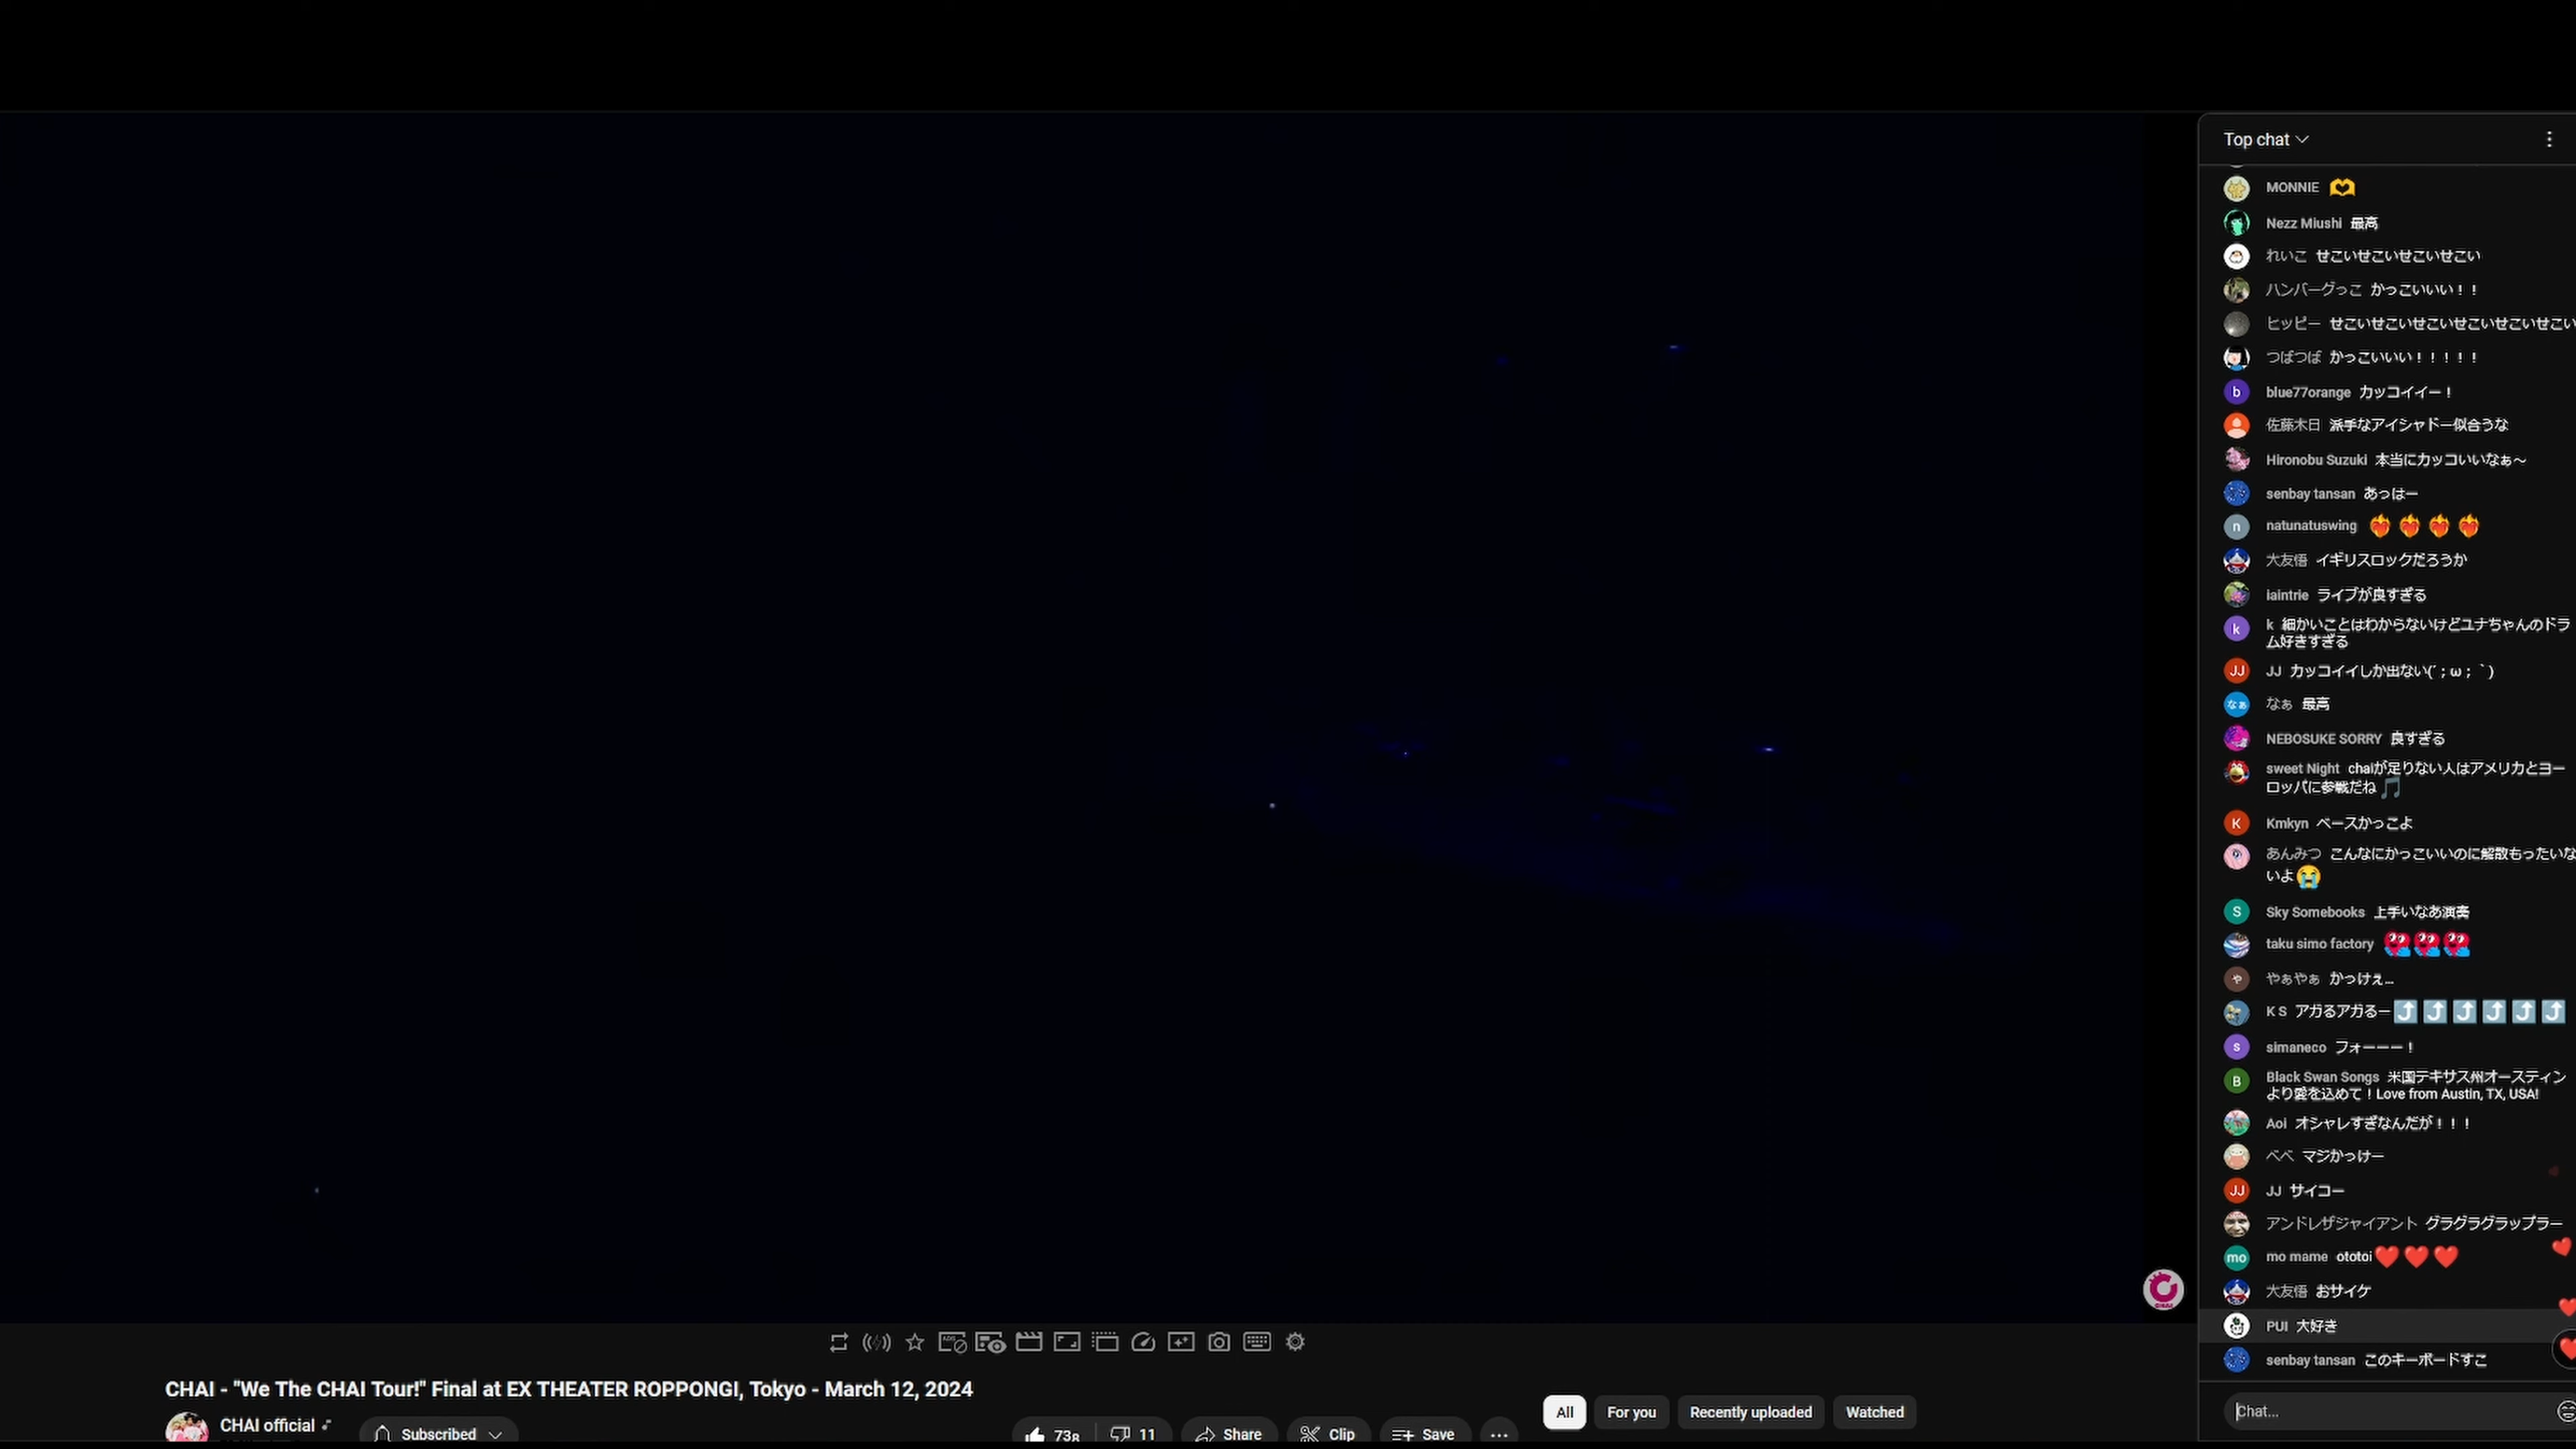 Top chat
MONNIE
Nezz Miushi 最高
れいこ せこいせこいせこいせこい
ハンバーグっこ かっこいいい！！
ヒッピー せこいせこいせこいせこいせこいせこい
つばつば かっこいいい！！！！！
blue77orange カッコイイー！
佐藤木日 派手なアイシャドー似合うな
Hironobu Suzuki 本当にカッコいいなぁ〜
senbay tansan あっはー
natunatuswing
大友悟 イギリスロックだろうか
iaintrie ライブが良すぎる
k 細かいことはわからないけどユナちゃんのドラ
ム好きすぎる
JJ カッコイイしか出ない(´；ω；｀)
なぁ 最高
NEBOSUKE SORRY 良すぎる
sweet Night chaiが足りない人はアメリカとヨー
ロッパに参戦だね
Kmkyn ベースかっこよ
あんみつ こんなにかっこいいのに解散もったいな
いよ
Sky Somebooks 上手いなあ演奏
taku simo factory
やぁやぁ かっけぇ...
K S アガるアガるー
simaneco フォーーー！
Black Swan Songs 米国テキサス州オースティン
より愛を込めて！Love from Austin, TX, USA!
Aoi オシャレすぎなんだが！！！
べべ マジかっけー
JJ サイコー
アンドレザジャイアント グラグラグラップラー
mo mame ototoi
大友悟 おサイケ
PUI 大好き
senbay tansan このキーボードすこ
Chat...
CHAI - "We The CHAI Tour!" Final at EX THEATER ROPPONGI, Tokyo - March 12, 2024
CHAI official
Subscribed
738
11
Share
Clip
Save
All
For you
Recently uploaded
Watched